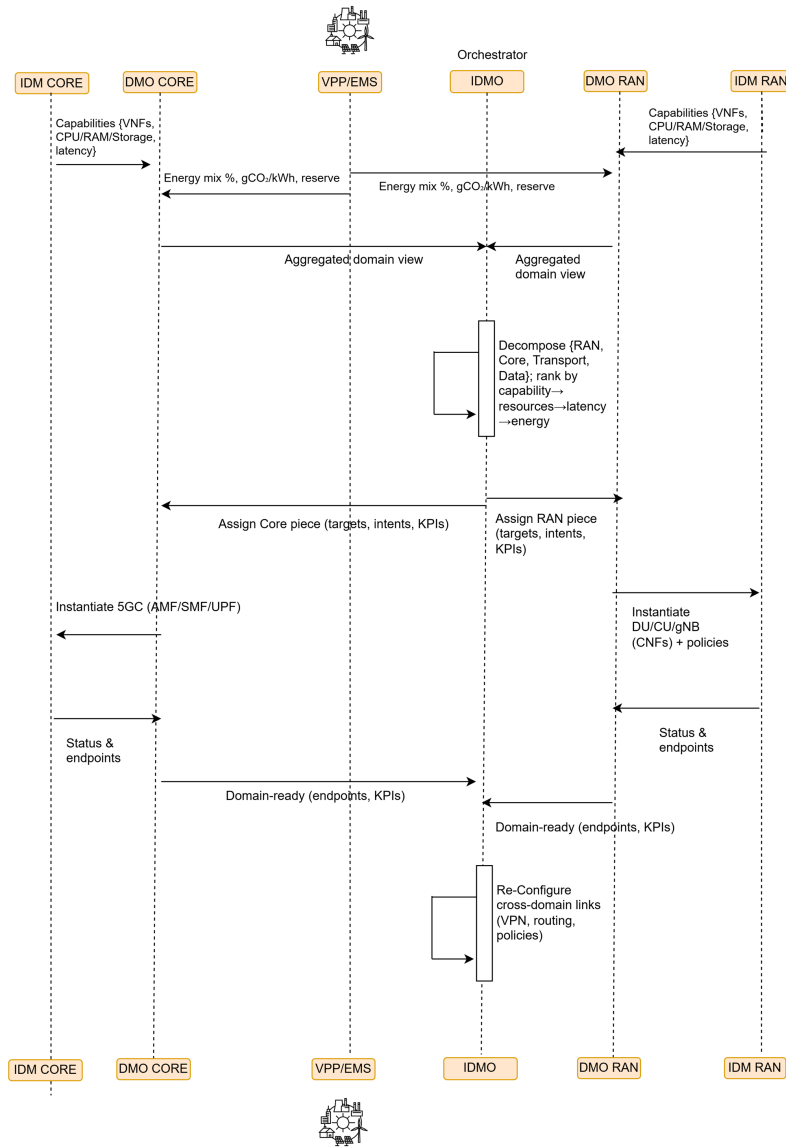 Orchestrator
IDM CORE
DMO CORE
VPP/EMS
IDMO
DMO RAN
IDM RAN
Capabilities {VNFs,
CPU/RAM/Storage,
latency}
Capabilities {VNFs,
CPU/RAM/Storage,
latency}
Energy mix %, gCO₂/kWh, reserve
Energy mix %, gCO₂/kWh, reserve
Aggregated domain view
Aggregated
domain view
Decompose {RAN,
Core, Transport,
Data}; rank by
capability→
resources→latency
→energy
Assign Core piece (targets, intents, KPIs)
Assign RAN piece
(targets, intents,
KPIs)
Instantiate 5GC (AMF/SMF/UPF)
Instantiate
DU/CU/gNB
(CNFs) + policies
Status &
endpoints
Status &
endpoints
Domain-ready (endpoints, KPIs)
Domain-ready (endpoints, KPIs)
Re-Configure
cross-domain links
(VPN, routing,
policies)
IDM CORE
DMO CORE
VPP/EMS
IDMO
DMO RAN
IDM RAN